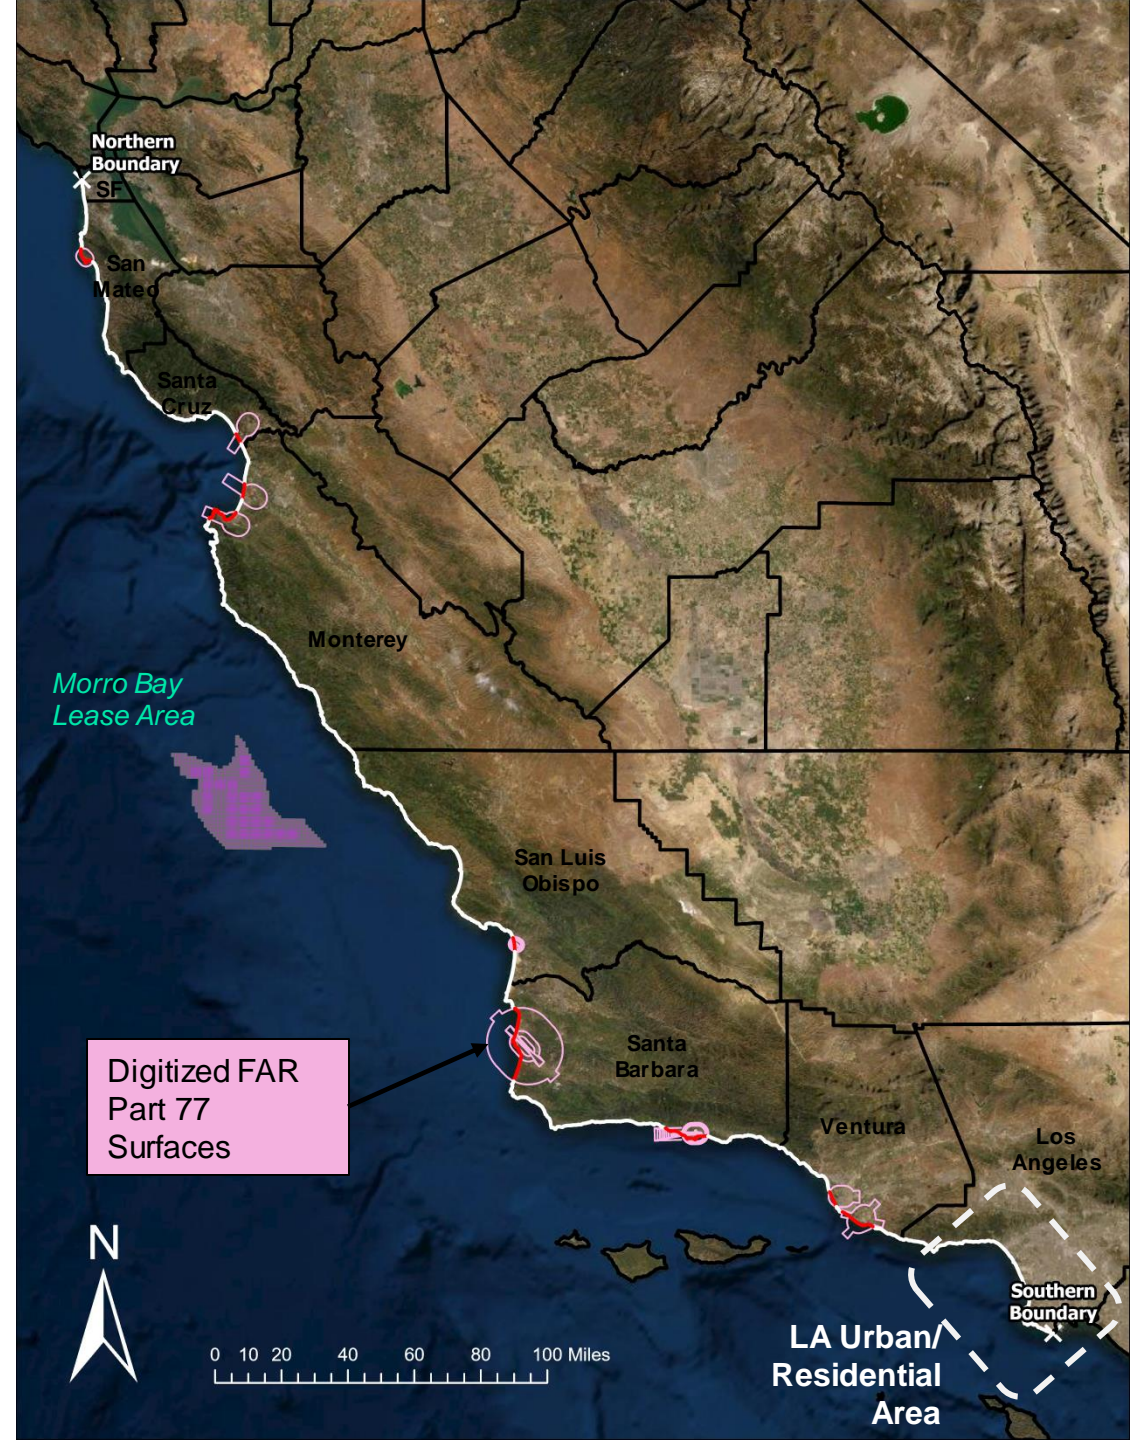 Northern
Boundary
SF
San
Mateo
Santa
Cruz
Monterey
Morro Bay
Lease Area
San Luis
Obispo
Digitized FAR
Part 77
Surfaces
Santa
Barbara
Ventura
Los
Angeles
N
Southern
Boundary
LA Urban/
Residential
Area
0 10 20 40 60 80 100 Miles